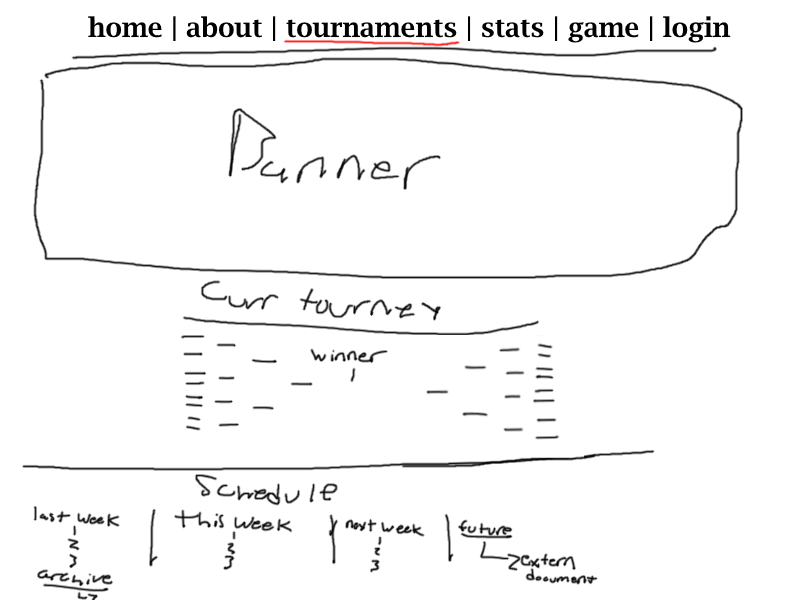 home | about | tournaments | stats | game | login
Banner
Curr tourney
winner
1
Schedule
last week | this week | next week | future
1 1 1
2 2 2
3 3 3
extern
document
archive